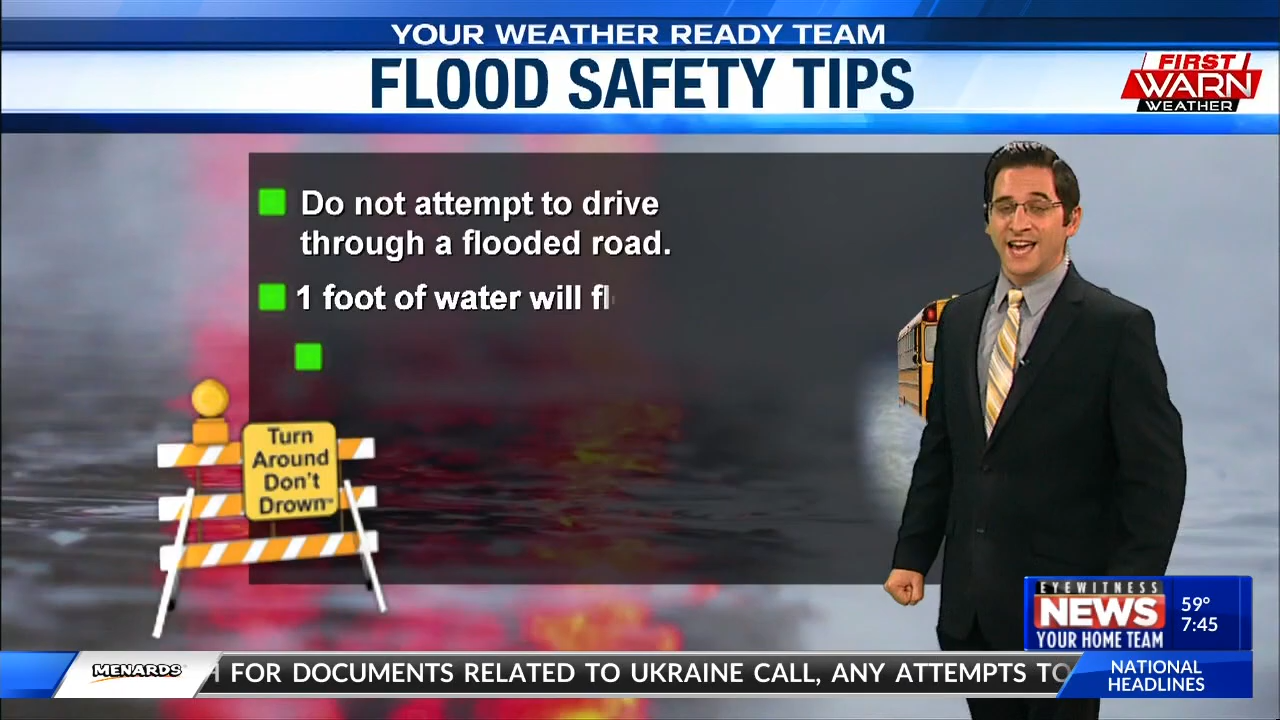 YOUR WEATHER READY TEAM
FLOOD SAFETY TIPS
FIRST
WARN
WEATHER
Do not attempt to drive
through a flooded road.
1 foot of water will fl
Turn
Around
Don't
Drown™
EYEWITNESS
NEWS
YOUR HOME TEAM
59°
7:45
MENARDS
FOR DOCUMENTS RELATED TO UKRAINE CALL, ANY ATTEMPTS TO
NATIONAL
HEADLINES